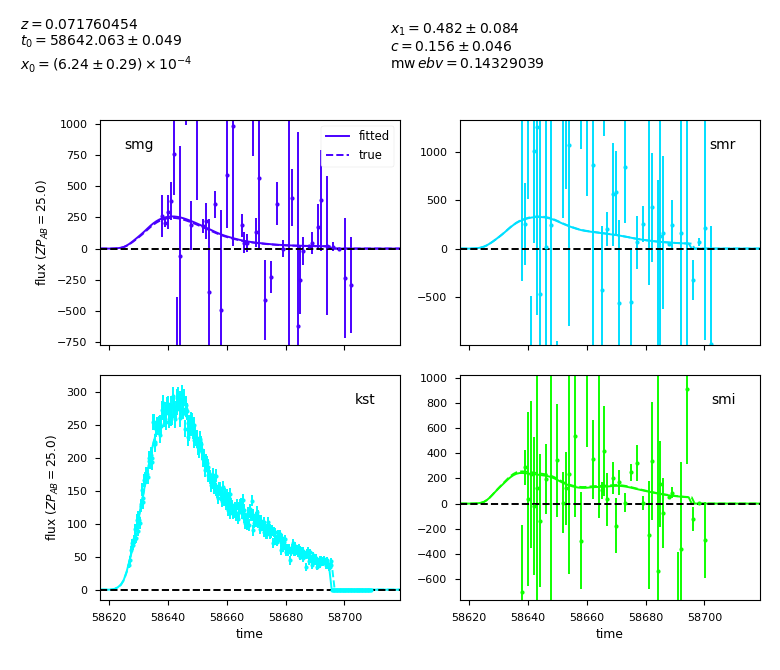 z = 0.071760454
t₀ = 58642.063 ± 0.049
x₀ = (6.24 ± 0.29) × 10⁻⁴
x₁ = 0.482 ± 0.084
c = 0.156 ± 0.046
mw ebv = 0.14329039
smg
fitted
true
1000
750
500
250
0
−250
−500
−750
flux (ZP_AB = 25.0)
smr
1000
500
0
−500
kst
300
250
200
150
100
50
0
flux (ZP_AB = 25.0)
58620 58640 58660 58680 58700
time
smi
1000
800
600
400
200
0
−200
−400
−600
58620 58640 58660 58680 58700
time